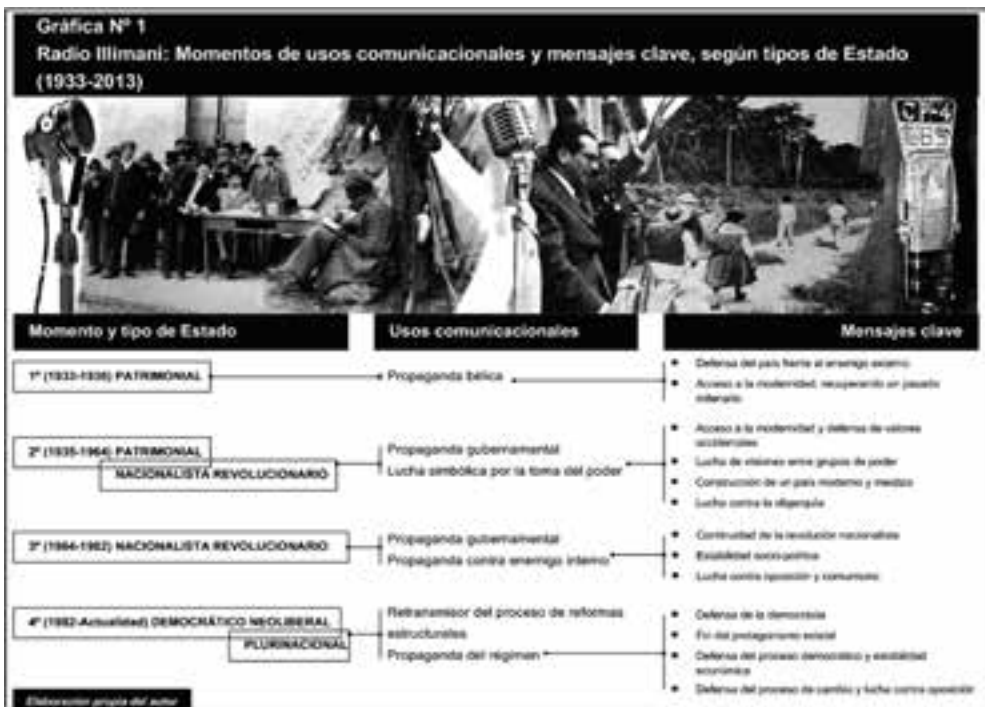 Gráfica Nº 1
Radio Illimani: Momentos de usos comunicacionales y mensajes clave, según tipos de Estado
(1933-2013)
Momento y tipo de Estado
Usos comunicacionales
Mensajes clave
1º (1933-1935) PATRIMONIAL
Propaganda bélica
Defensa del país frente al enemigo externo
Acceso a la modernidad, recuperando un pasado
milenario
2º (1935-1964) PATRIMONIAL
NACIONALISTA REVOLUCIONARIO
Propaganda gubernamental
Lucha simbólica por la toma del poder
Acceso a la modernidad y defensa de valores
occidentales
Lucha de visiones entre grupos de poder
Construcción de un país moderno y mestizo
Lucha contra la oligarquía
3º (1964-1982) NACIONALISTA REVOLUCIONARIO
Propaganda gubernamental
Propaganda contra enemigo interno
Continuidad de la revolución nacionalista
Estabilidad socio-política
Lucha contra oposición y comunismo
4º (1982-Actualidad) DEMOCRÁTICO NEOLIBERAL
PLURINACIONAL
Retransmisor del proceso de reformas
estructurales
Propaganda del régimen
Defensa de la democracia
Fin del protagonismo estatal
Defensa del proceso democrático y estabilidad
económica
Defensa del proceso de cambio y lucha contra oposición
Elaboración propia del autor